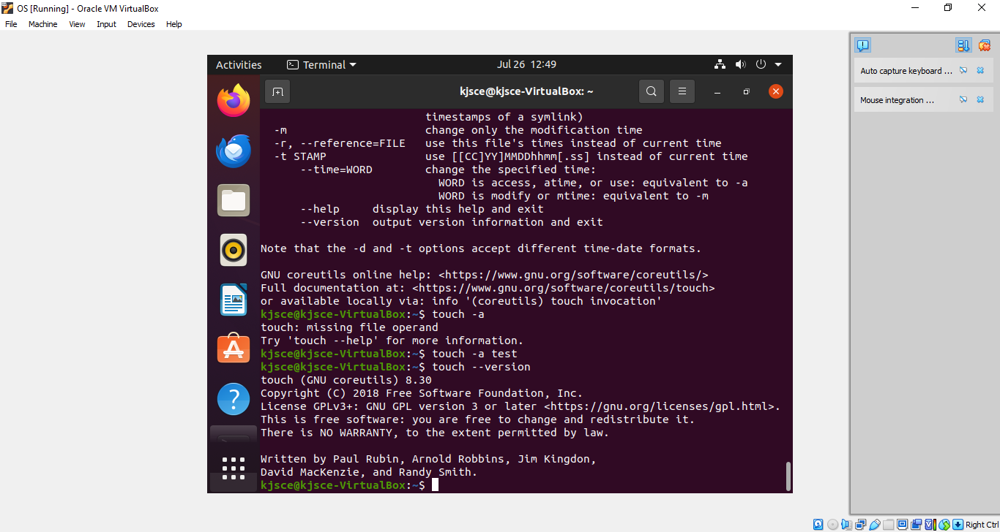 OS [Running] - Oracle VM VirtualBox
File Machine View Input Devices Help
Activities Terminal Jul 26 12:49
kjsce@kjsce-VirtualBox: ~
Auto capture keyboard ...
Mouse integration ...
timestamps of a symlink)
-m change only the modification time
-r, --reference=FILE use this file's times instead of current time
-t STAMP use [[CC]YY]MMDDhhmm[.ss] instead of current time
--time=WORD change the specified time:
WORD is access, atime, or use: equivalent to -a
WORD is modify or mtime: equivalent to -m
--help display this help and exit
--version output version information and exit
Note that the -d and -t options accept different time-date formats.
GNU coreutils online help: <https://www.gnu.org/software/coreutils/>
Full documentation at: <https://www.gnu.org/software/coreutils/touch>
or available locally via: info '(coreutils) touch invocation'
kjsce@kjsce-VirtualBox:~$ touch -a
touch: missing file operand
Try 'touch --help' for more information.
kjsce@kjsce-VirtualBox:~$ touch -a test
kjsce@kjsce-VirtualBox:~$ touch --version
touch (GNU coreutils) 8.30
Copyright (C) 2018 Free Software Foundation, Inc.
License GPLv3+: GNU GPL version 3 or later <https://gnu.org/licenses/gpl.html>.
This is free software: you are free to change and redistribute it.
There is NO WARRANTY, to the extent permitted by law.
Written by Paul Rubin, Arnold Robbins, Jim Kingdon,
David MacKenzie, and Randy Smith.
kjsce@kjsce-VirtualBox:~$
Right Ctrl